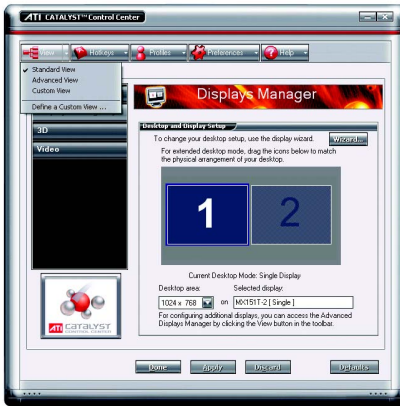 ATI CATALYST™ Control Center
View Hotkeys Profiles Preferences Help
Standard View
Advanced View
Custom View
Define a Custom View ...
Displays Manager
3D
Video
Desktop and Display Setup
To change your desktop setup, use the display wizard. Wizard...
For extended desktop mode, drag the icons below to match
the physical arrangement of your desktop.
1 2
Current Desktop Mode: Single Display
Desktop area: Selected display:
1024 x 768 on MX151T-2 [ Single ]
For configuring additional displays, you can access the Advanced
Displays Manager by clicking the View button in the toolbar.
ATI CATALYST
CONTROL CENTER
Done Apply Discard Defaults